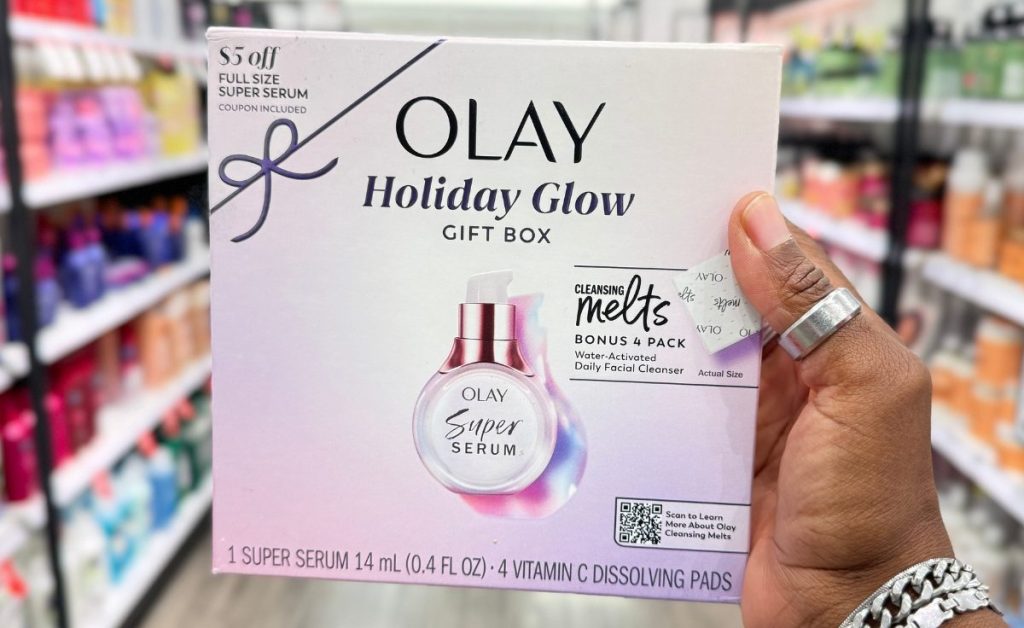 $5 off
FULL SIZE
SUPER SERUM
COUPON INCLUDED
OLAY
Holiday Glow
GIFT BOX
CLEANSING
melts
BONUS 4 PACK
Water-Activated
Daily Facial Cleanser
OLAY
melts
OLAY
Actual Size
OLAY
Super
SERUM
Scan to Learn
More About Olay
Cleansing Melts
1 SUPER SERUM 14 mL (0.4 FL OZ) • 4 VITAMIN C DISSOLVING PADS